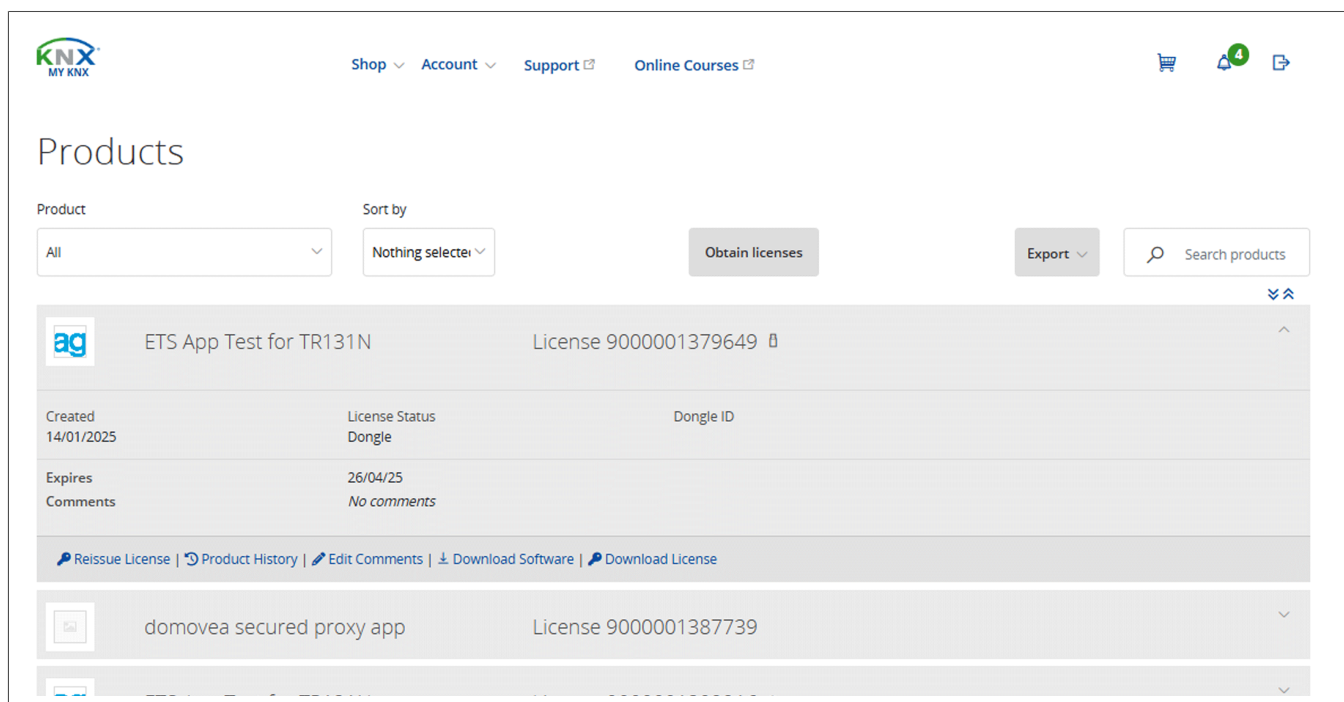 KNX
MY KNX
Shop Account Support Online Courses 4
Products
Product Sort by
All Nothing selecte Obtain licenses Export Search products
ag ETS App Test for TR131N License 9000001379649
Created License Status Dongle ID
14/01/2025 Dongle
Expires 26/04/25
Comments No comments
Reissue License | Product History | Edit Comments | Download Software | Download License
domovea secured proxy app License 9000001387739